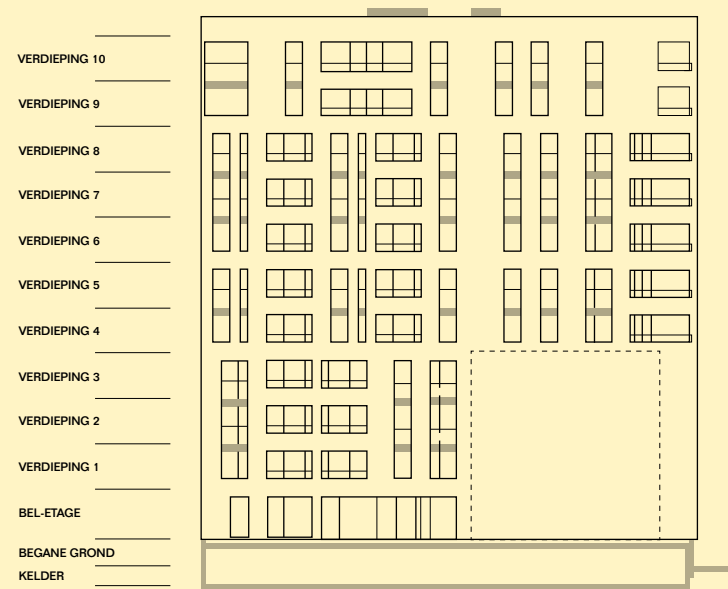 VERDIEPING 10
VERDIEPING 9
VERDIEPING 8
VERDIEPING 7
VERDIEPING 6
VERDIEPING 5
VERDIEPING 4
VERDIEPING 3
VERDIEPING 2
VERDIEPING 1
BEL-ETAGE
BEGANE GROND
KELDER